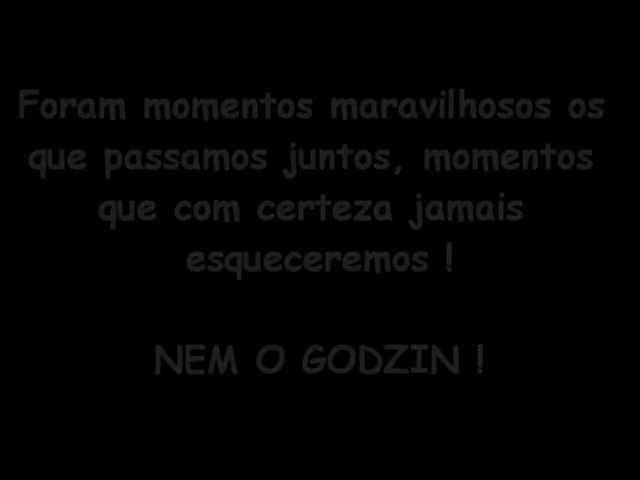 Foram momentos maravilhosos os
que passamos juntos, momentos
que com certeza jamais
esqueceremos !
NEM O GODZIN !